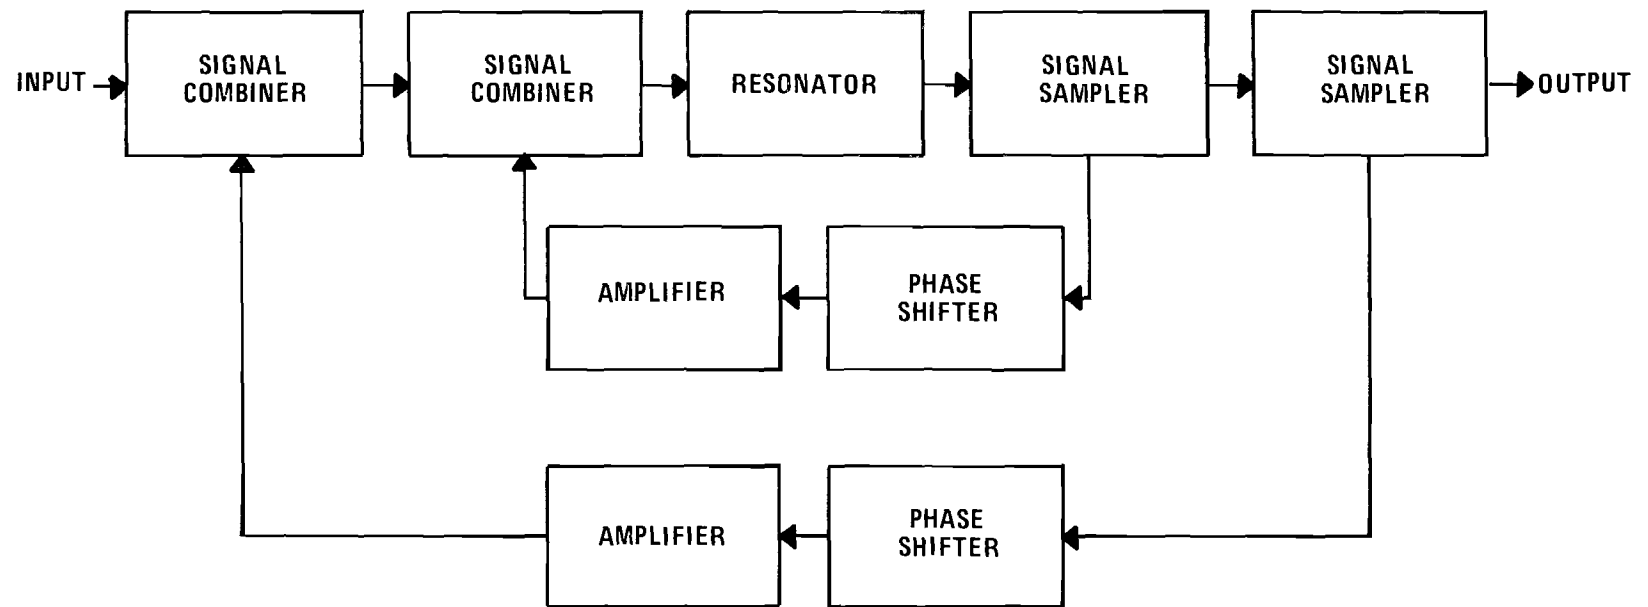 INPUT
SIGNAL
COMBINER
SIGNAL
COMBINER
RESONATOR
SIGNAL
SAMPLER
SIGNAL
SAMPLER
OUTPUT
AMPLIFIER
PHASE
SHIFTER
AMPLIFIER
PHASE
SHIFTER